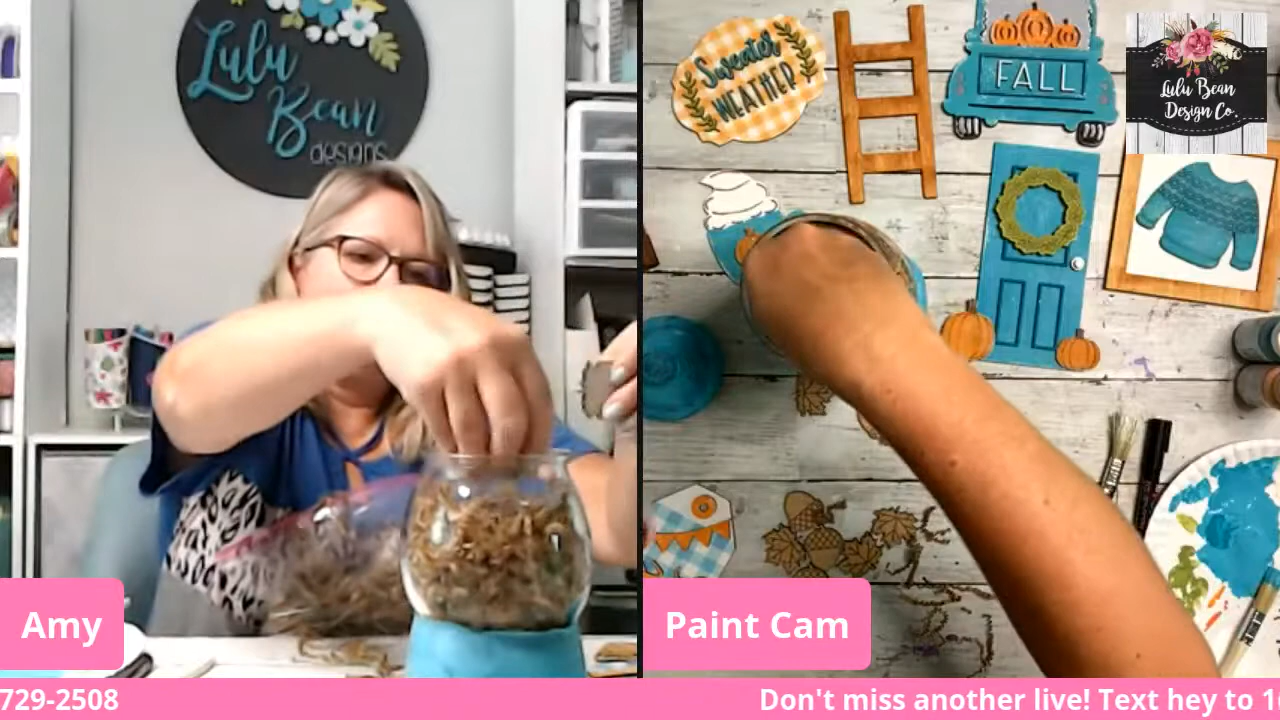 Lulu
Bean
designs
Sweater
WEATHER
FALL
Lulu Bean
Design Co.
Amy
Paint Cam
729-2508
Don't miss another live! Text hey to 1